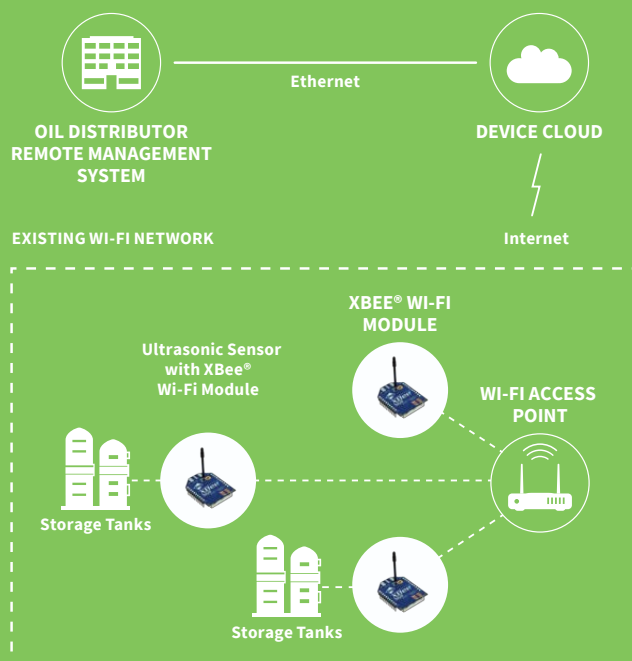 Ethernet
OIL DISTRIBUTOR
REMOTE MANAGEMENT
SYSTEM
DEVICE CLOUD
EXISTING WI-FI NETWORK
Internet
XBEE® WI-FI
MODULE
Ultrasonic Sensor
with XBee®
Wi-Fi Module
WI-FI ACCESS
POINT
Storage Tanks
Storage Tanks